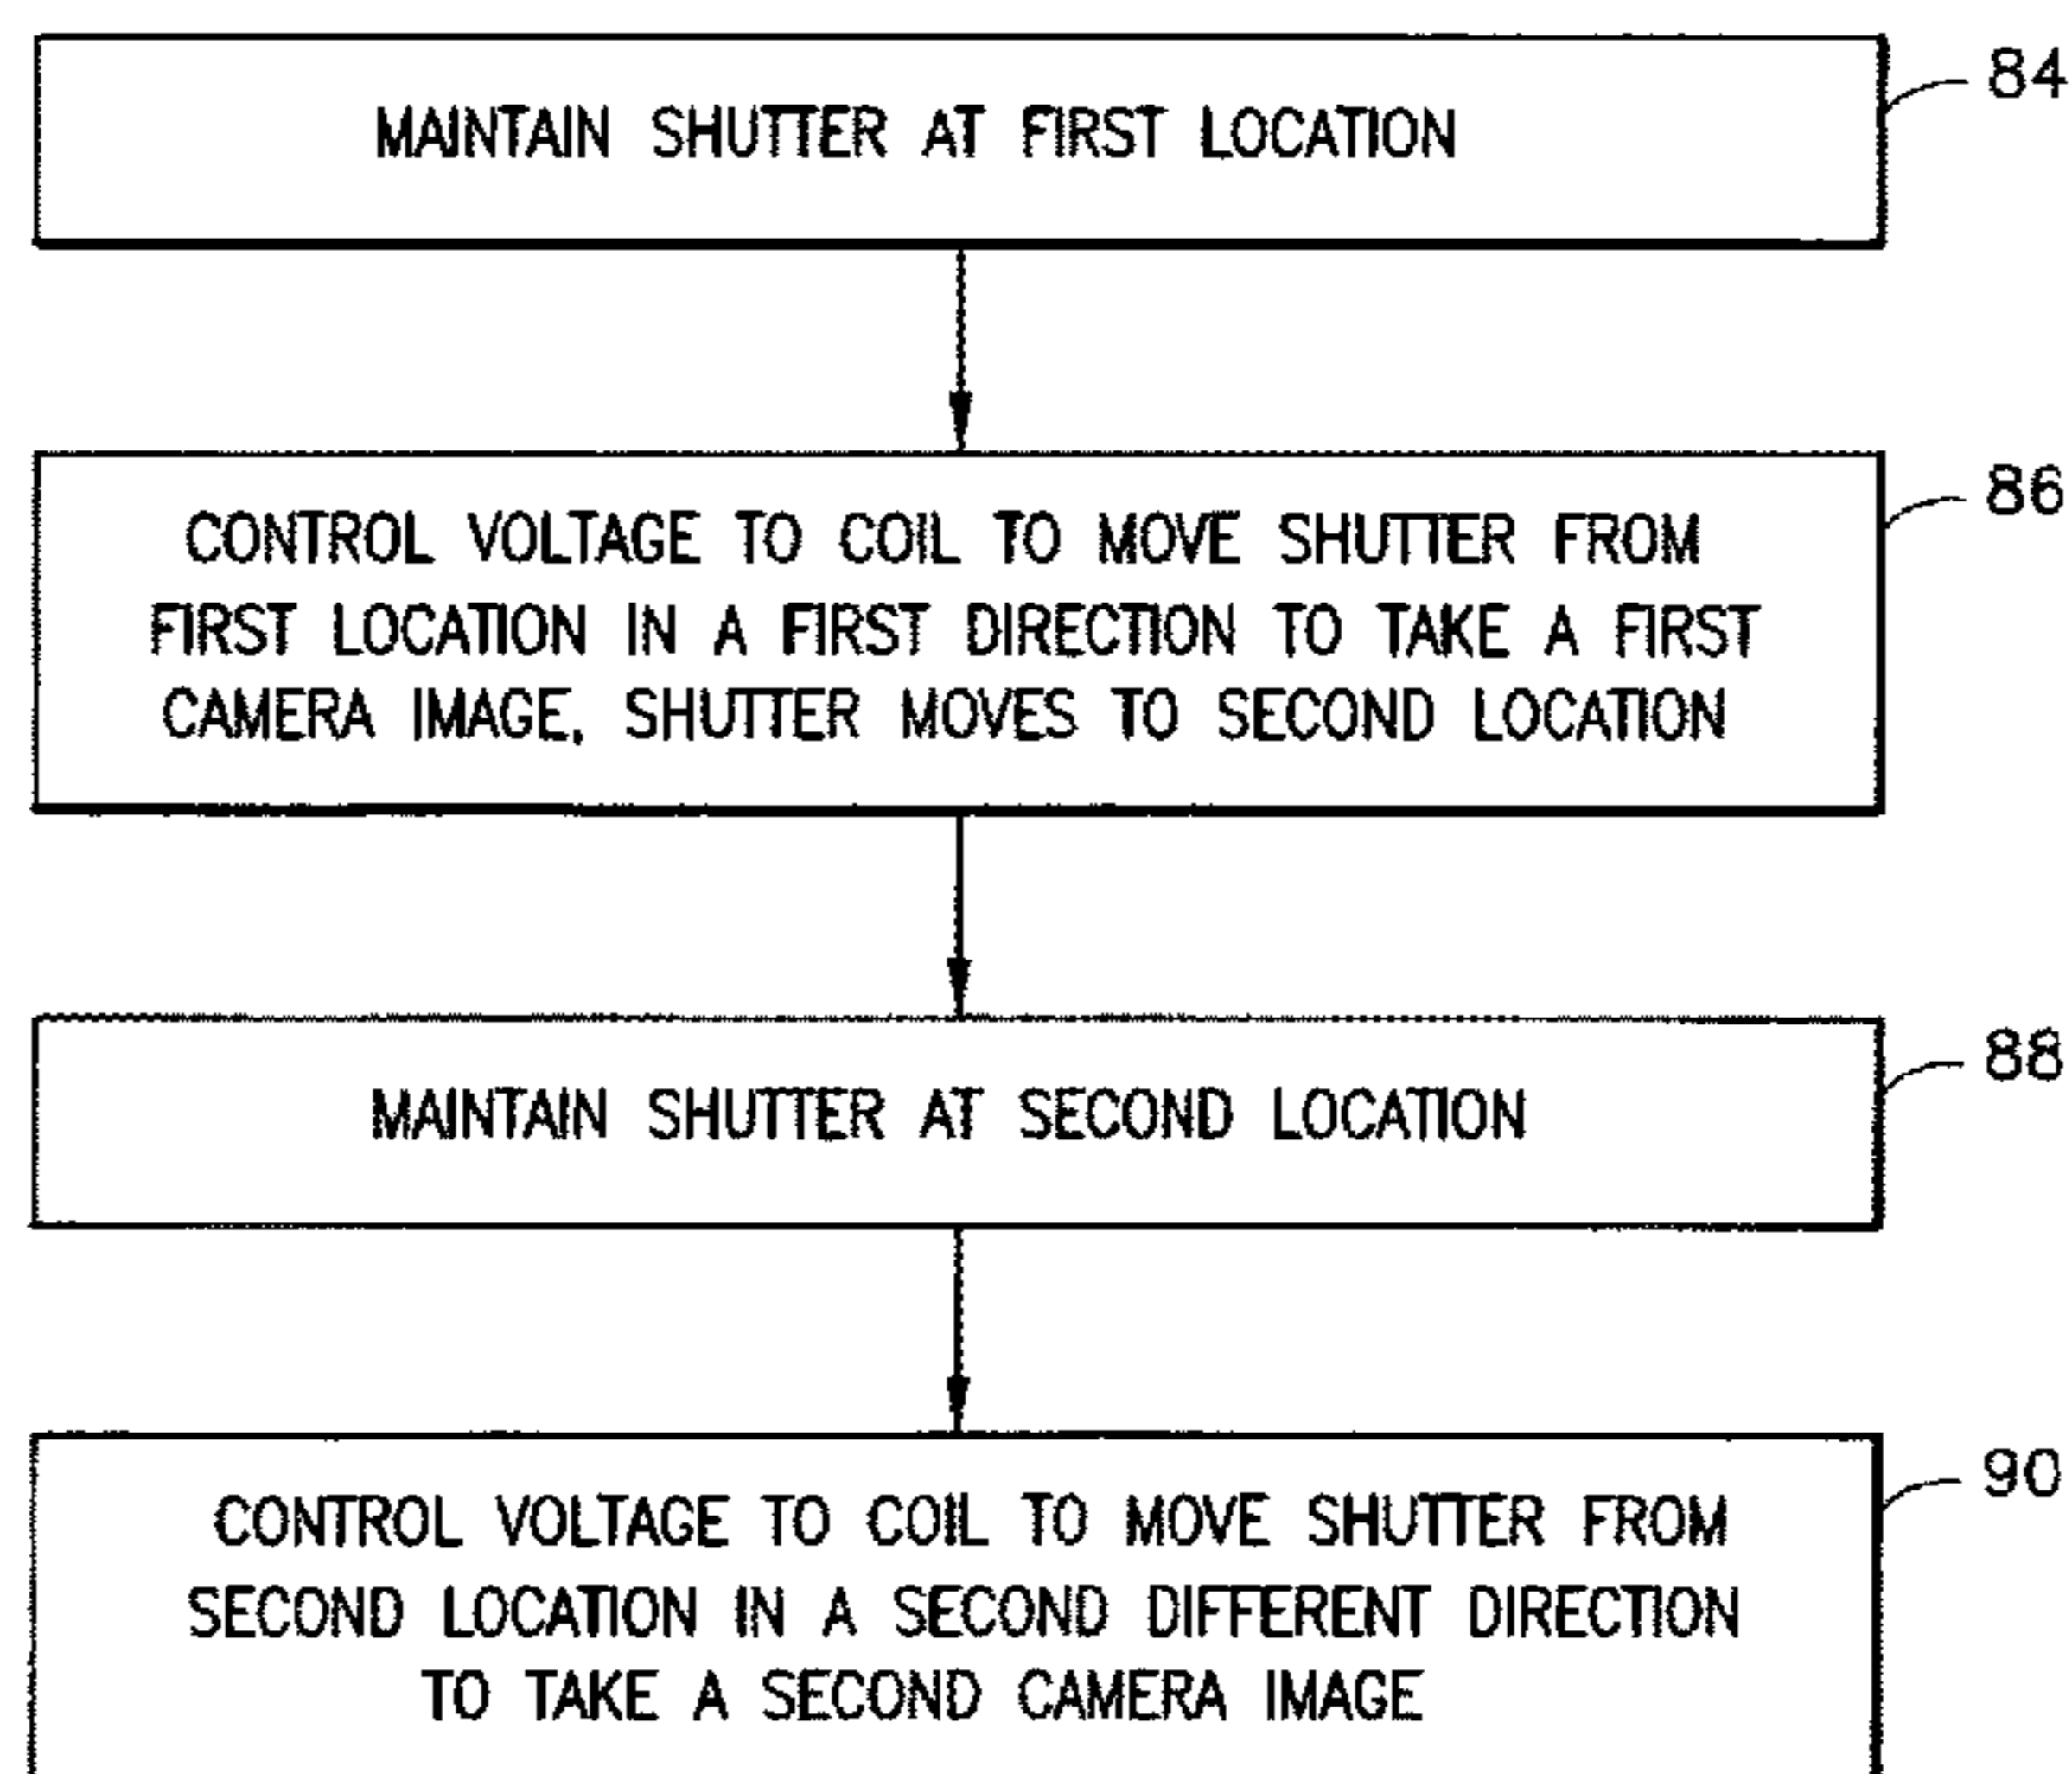 MAINTAIN SHUTTER AT FIRST LOCATION
84
CONTROL VOLTAGE TO COIL TO MOVE SHUTTER FROM
FIRST LOCATION IN A FIRST DIRECTION TO TAKE A FIRST
CAMERA IMAGE, SHUTTER MOVES TO SECOND LOCATION
86
MAINTAIN SHUTTER AT SECOND LOCATION
88
CONTROL VOLTAGE TO COIL TO MOVE SHUTTER FROM
SECOND LOCATION IN A SECOND DIFFERENT DIRECTION
TO TAKE A SECOND CAMERA IMAGE
90